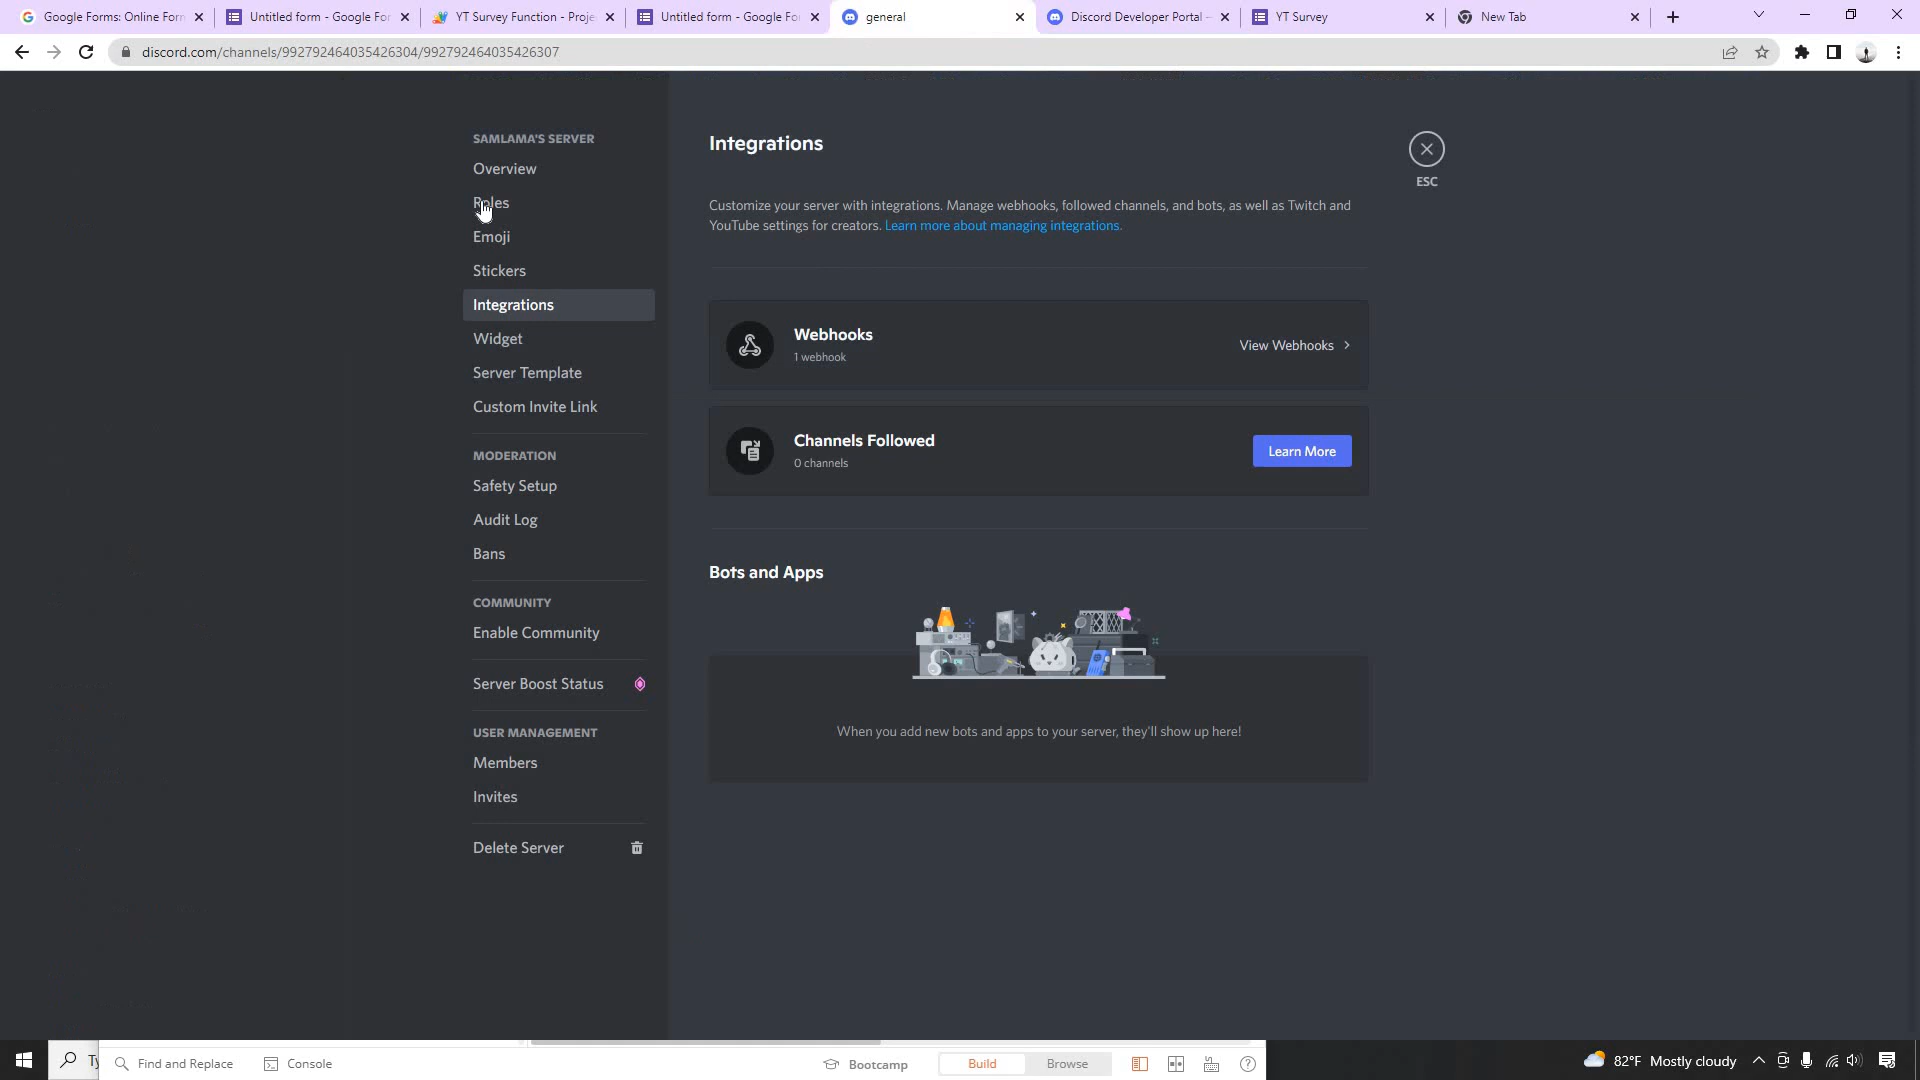 Google Forms: Online Form
Untitled form - Google For
YT Survey Function - Proje
Untitled form - Google Fo
general
Discord Developer Portal –
YT Survey
New Tab
discord.com/channels/992792464035426304/992792464035426307
SAMLAMA'S SERVER
Overview
Roles
Emoji
Stickers
Integrations
Widget
Server Template
Custom Invite Link
MODERATION
Safety Setup
Audit Log
Bans
COMMUNITY
Enable Community
Server Boost Status
USER MANAGEMENT
Members
Invites
Delete Server
Integrations
ESC
Customize your server with integrations. Manage webhooks, followed channels, and bots, as well as Twitch and
YouTube settings for creators. Learn more about managing integrations.
Webhooks
1 webhook
View Webhooks
Channels Followed
0 channels
Learn More
Bots and Apps
When you add new bots and apps to your server, they'll show up here!
Ty
Find and Replace
Console
Bootcamp
Build
Browse
82°F Mostly cloudy